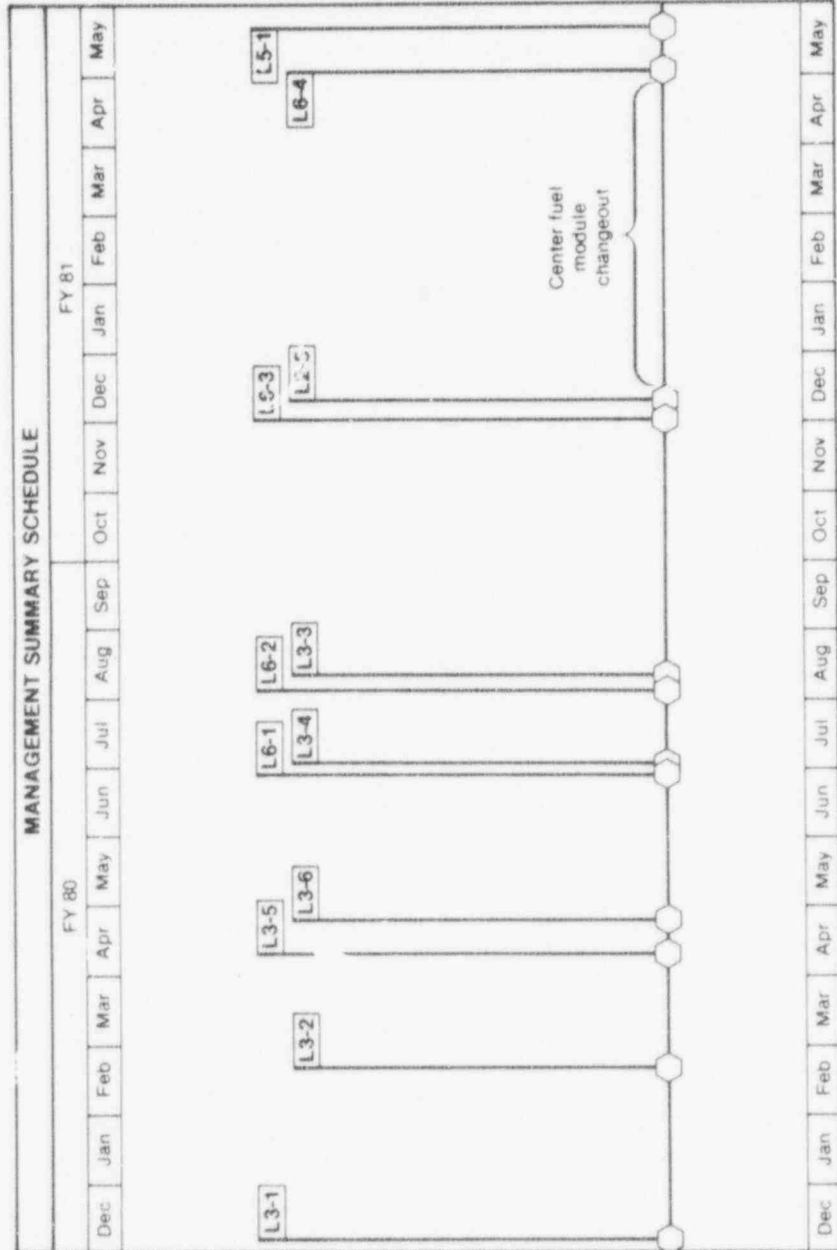 MANAGEMENT SUMMARY SCHEDULE
FY 80 FY 81
Dec Jan Feb Mar Apr May Jun Jul Aug Sep Oct Nov Dec Jan Feb Mar Apr May
L3-1 L3-5 L6-1 L6-2 L5-1
L3-2 L3-6 L3-4 L3-3 L6-4
Center fuel
module
changeout
Dec Jan Feb Mar Apr May Jun Jul Aug Sep Oct Nov Dec Jan Feb Mar Apr May